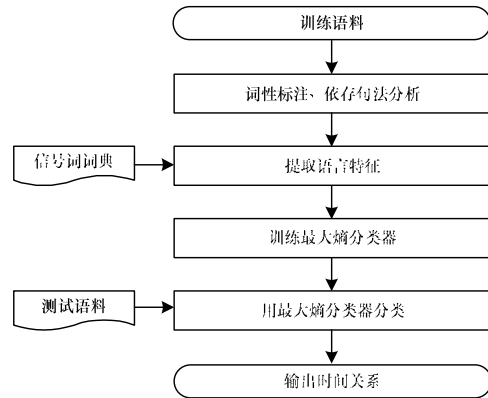 训练语料
词性标注、依存句法分析
信号词词典
提取语言特征
训练最大熵分类器
测试语料
用最大熵分类器分类
输出时间关系